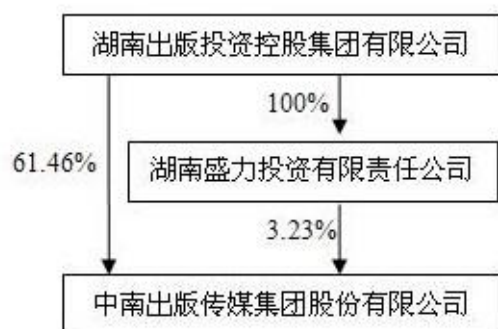 湖南出版投资控股集团有限公司
100%
61.46%
湖南盛力投资有限责任公司
3.23%
中南出版传媒集团股份有限公司